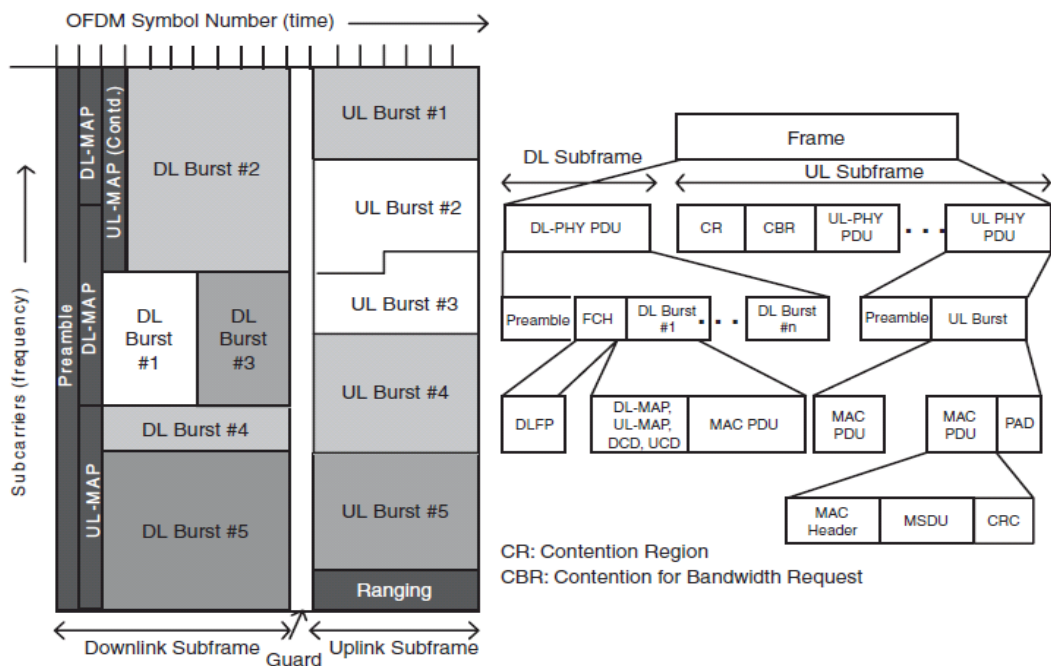 OFDM Symbol Number (time)
Subcarriers (frequency)
Preamble
DL-MAP
DL-MAP
UL-MAP
UL-MAP (Contd.)
DL Burst #2
DL
Burst
#1
DL
Burst
#3
DL Burst #4
DL Burst #5
UL Burst #1
UL Burst #2
UL Burst #3
UL Burst #4
UL Burst #5
Ranging
Downlink Subframe
Guard
Uplink Subframe
Frame
DL Subframe
UL Subframe
DL-PHY PDU
CR
CBR
UL-PHY
PDU
. . .
UL PHY
PDU
Preamble
FCH
DL Burst
#1
. . .
DL Burst
#n
Preamble
UL Burst
DLFP
DL-MAP,
UL-MAP,
DCD, UCD
MAC PDU
MAC
PDU
MAC
PDU
PAD
MAC
Header
MSDU
CRC
CR: Contention Region
CBR: Contention for Bandwidth Request